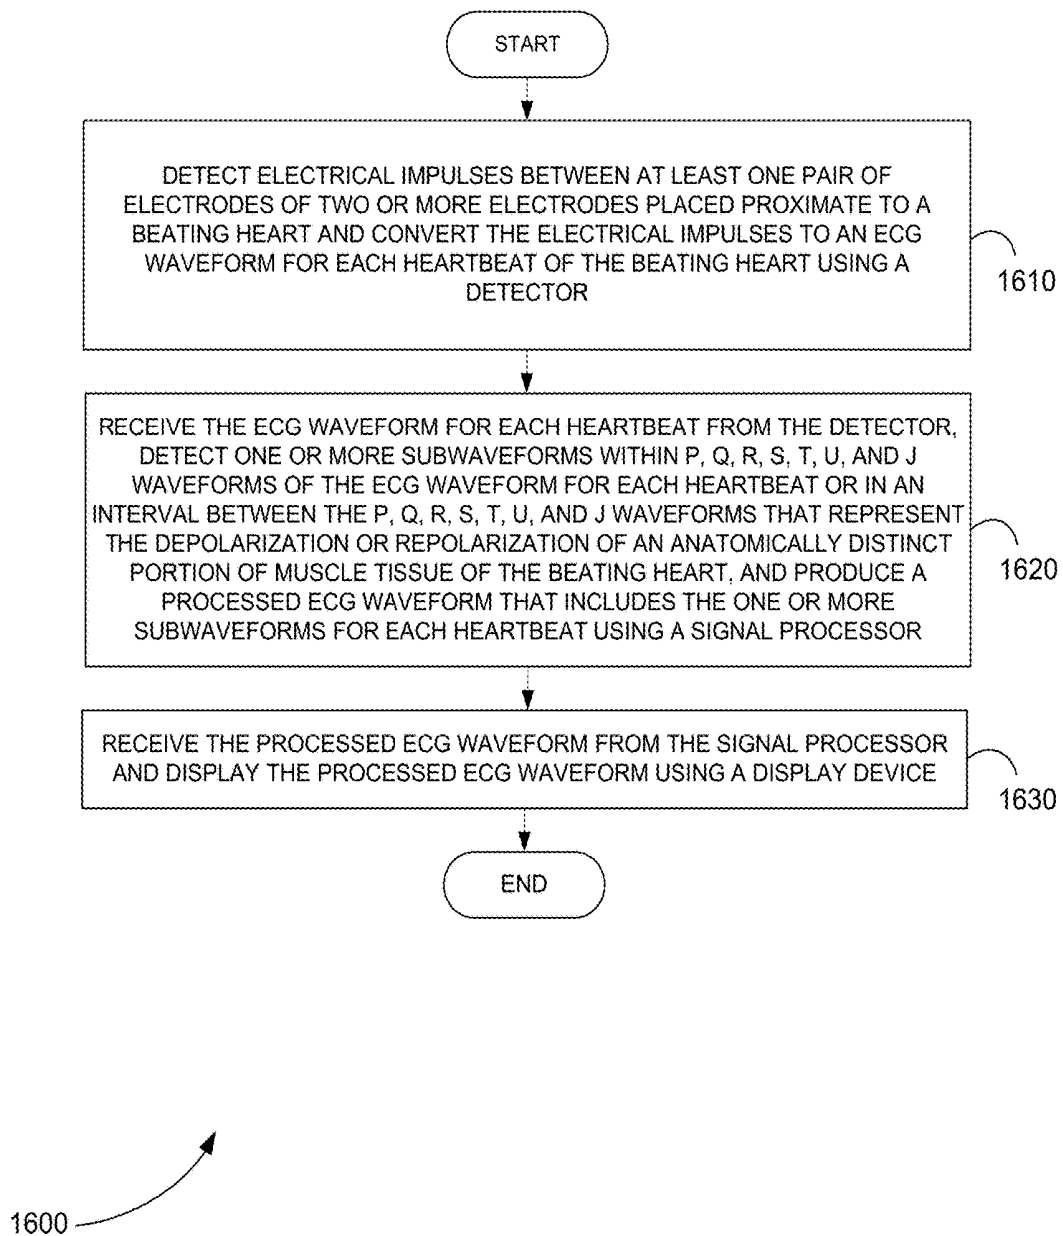 START
DETECT ELECTRICAL IMPULSES BETWEEN AT LEAST ONE PAIR OF
ELECTRODES OF TWO OR MORE ELECTRODES PLACED PROXIMATE TO A
BEATING HEART AND CONVERT THE ELECTRICAL IMPULSES TO AN ECG
WAVEFORM FOR EACH HEARTBEAT OF THE BEATING HEART USING A
DETECTOR
1610
RECEIVE THE ECG WAVEFORM FOR EACH HEARTBEAT FROM THE DETECTOR,
DETECT ONE OR MORE SUBWAVEFORMS WITHIN P, Q, R, S, T, U, AND J
WAVEFORMS OF THE ECG WAVEFORM FOR EACH HEARTBEAT OR IN AN
INTERVAL BETWEEN THE P, Q, R, S, T, U, AND J WAVEFORMS THAT REPRESENT
THE DEPOLARIZATION OR REPOLARIZATION OF AN ANATOMICALLY DISTINCT
PORTION OF MUSCLE TISSUE OF THE BEATING HEART, AND PRODUCE A
PROCESSED ECG WAVEFORM THAT INCLUDES THE ONE OR MORE
SUBWAVEFORMS FOR EACH HEARTBEAT USING A SIGNAL PROCESSOR
1620
RECEIVE THE PROCESSED ECG WAVEFORM FROM THE SIGNAL PROCESSOR
AND DISPLAY THE PROCESSED ECG WAVEFORM USING A DISPLAY DEVICE
1630
END
1600